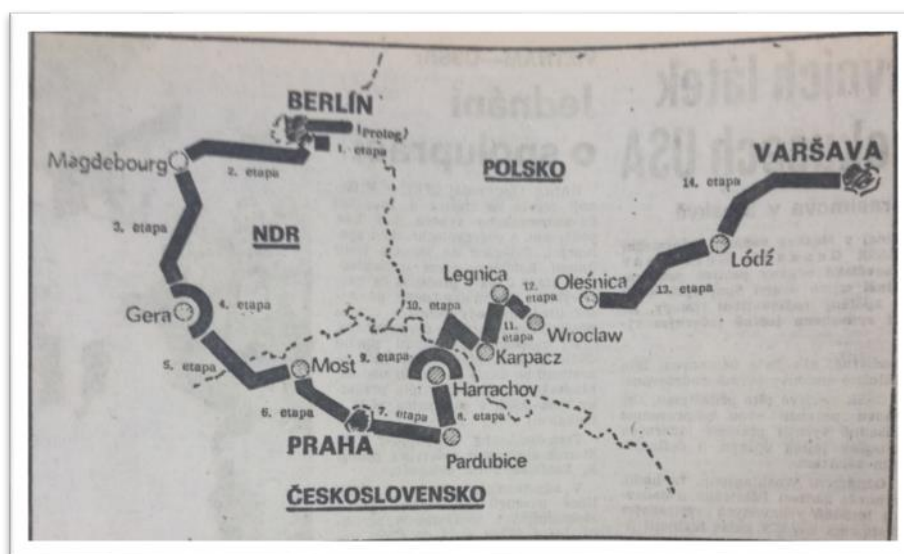 BERLÍN
(Prolog)
1. etapa
Magdebourg
2. etapa
POLSKO
VARŠAVA
14. etapa
3. etapa
NDR
Lódź
Legnica
Oleśnica
13. etapa
12. etapa
10. etapa
4. etapa
Gera
11. etapa
Wroclaw
Karpacz
5. etapa
Most
9. etapa
Harrachov
6. etapa
7. etapa
8. etapa
PRAHA
Pardubice
ČESKOSLOVENSKO